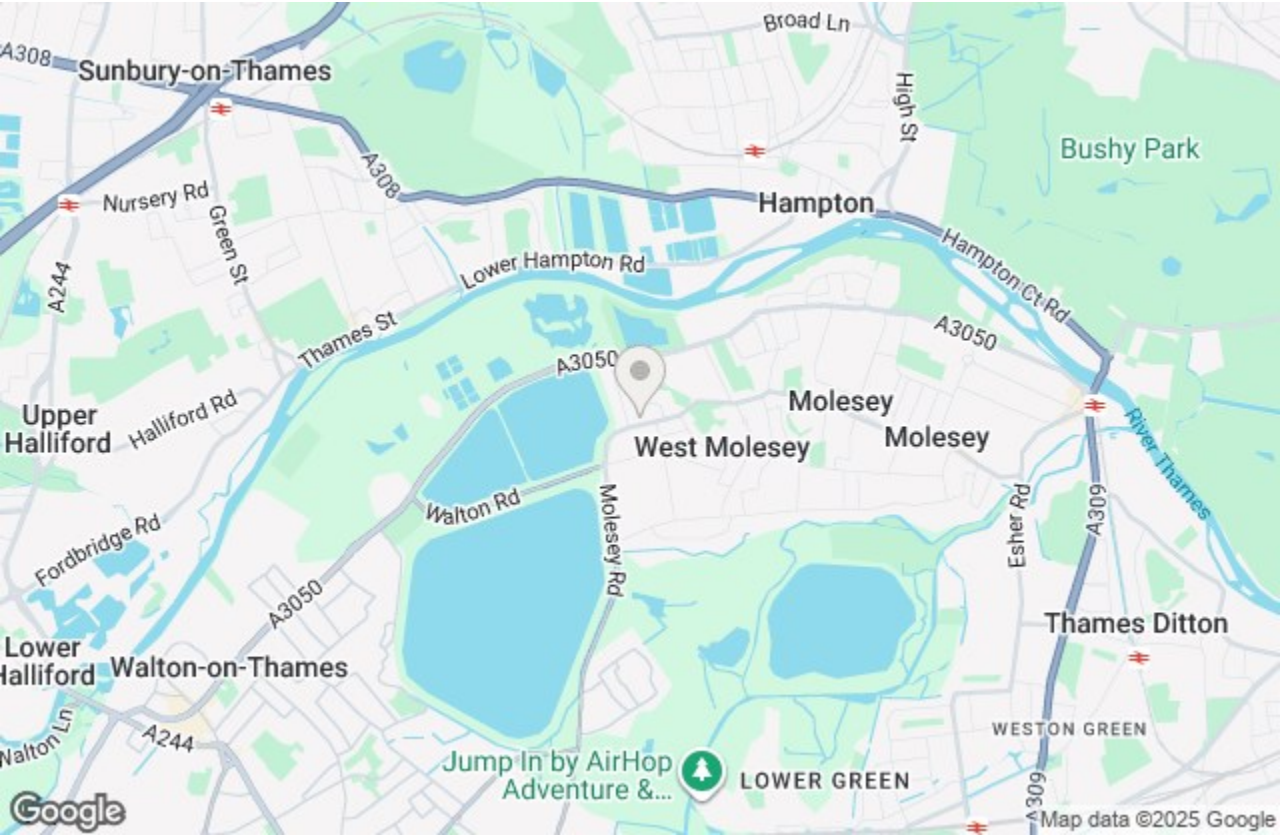 Broad Ln
A308
Sunbury-on-Thames
High St
Bushy Park
A308
Nursery Rd
Hampton
Green St
Hampton Ct Rd
Lower Hampton Rd
A244
Thames St
A3050
A3050
Upper
Halliford
Halliford Rd
Molesey
Molesey
West Molesey
River Thames
Walton Rd
Molesey Rd
Esher Rd
A309
Fordbridge Rd
A3050
Thames Ditton
Lower
Halliford
Walton-on-Thames
Walton Ln
A244
WESTON GREEN
Jump In by AirHop
Adventure &...
LOWER GREEN
A309
Google
Map data ©2025 Google